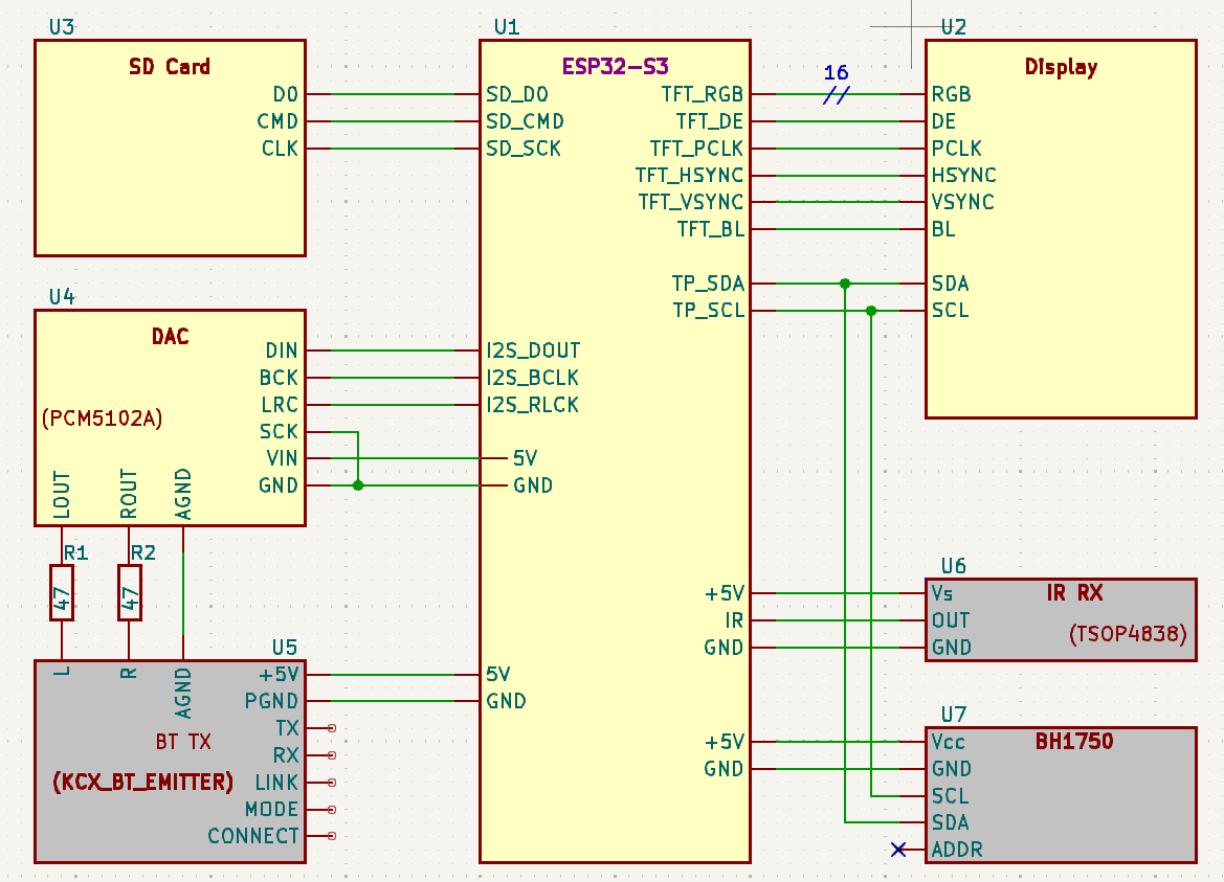 U3
SD Card
D0
CMD
CLK
U1
ESP32-S3
SD_D0
SD_CMD
SD_SCK
TFT_RGB
TFT_DE
TFT_PCLK
TFT_HSYNC
TFT_VSYNC
TFT_BL
TP_SDA
TP_SCL
16
U2
Display
RGB
DE
PCLK
HSYNC
VSYNC
BL
SDA
SCL
U4
DAC
(PCM5102A)
DIN
BCK
LRC
SCK
VIN
GND
LOUT
ROUT
AGND
I2S_DOUT
I2S_BCLK
I2S_RLCK
5V
GND
R1
47
R2
47
U5
L
R
AGND
BT TX
(KCX_BT_EMITTER)
+5V
PGND
TX
RX
LINK
MODE
CONNECT
5V
GND
+5V
IR
GND
+5V
GND
U6
IR RX
(TSOP4838)
Vs
OUT
GND
U7
BH1750
Vcc
GND
SCL
SDA
ADDR